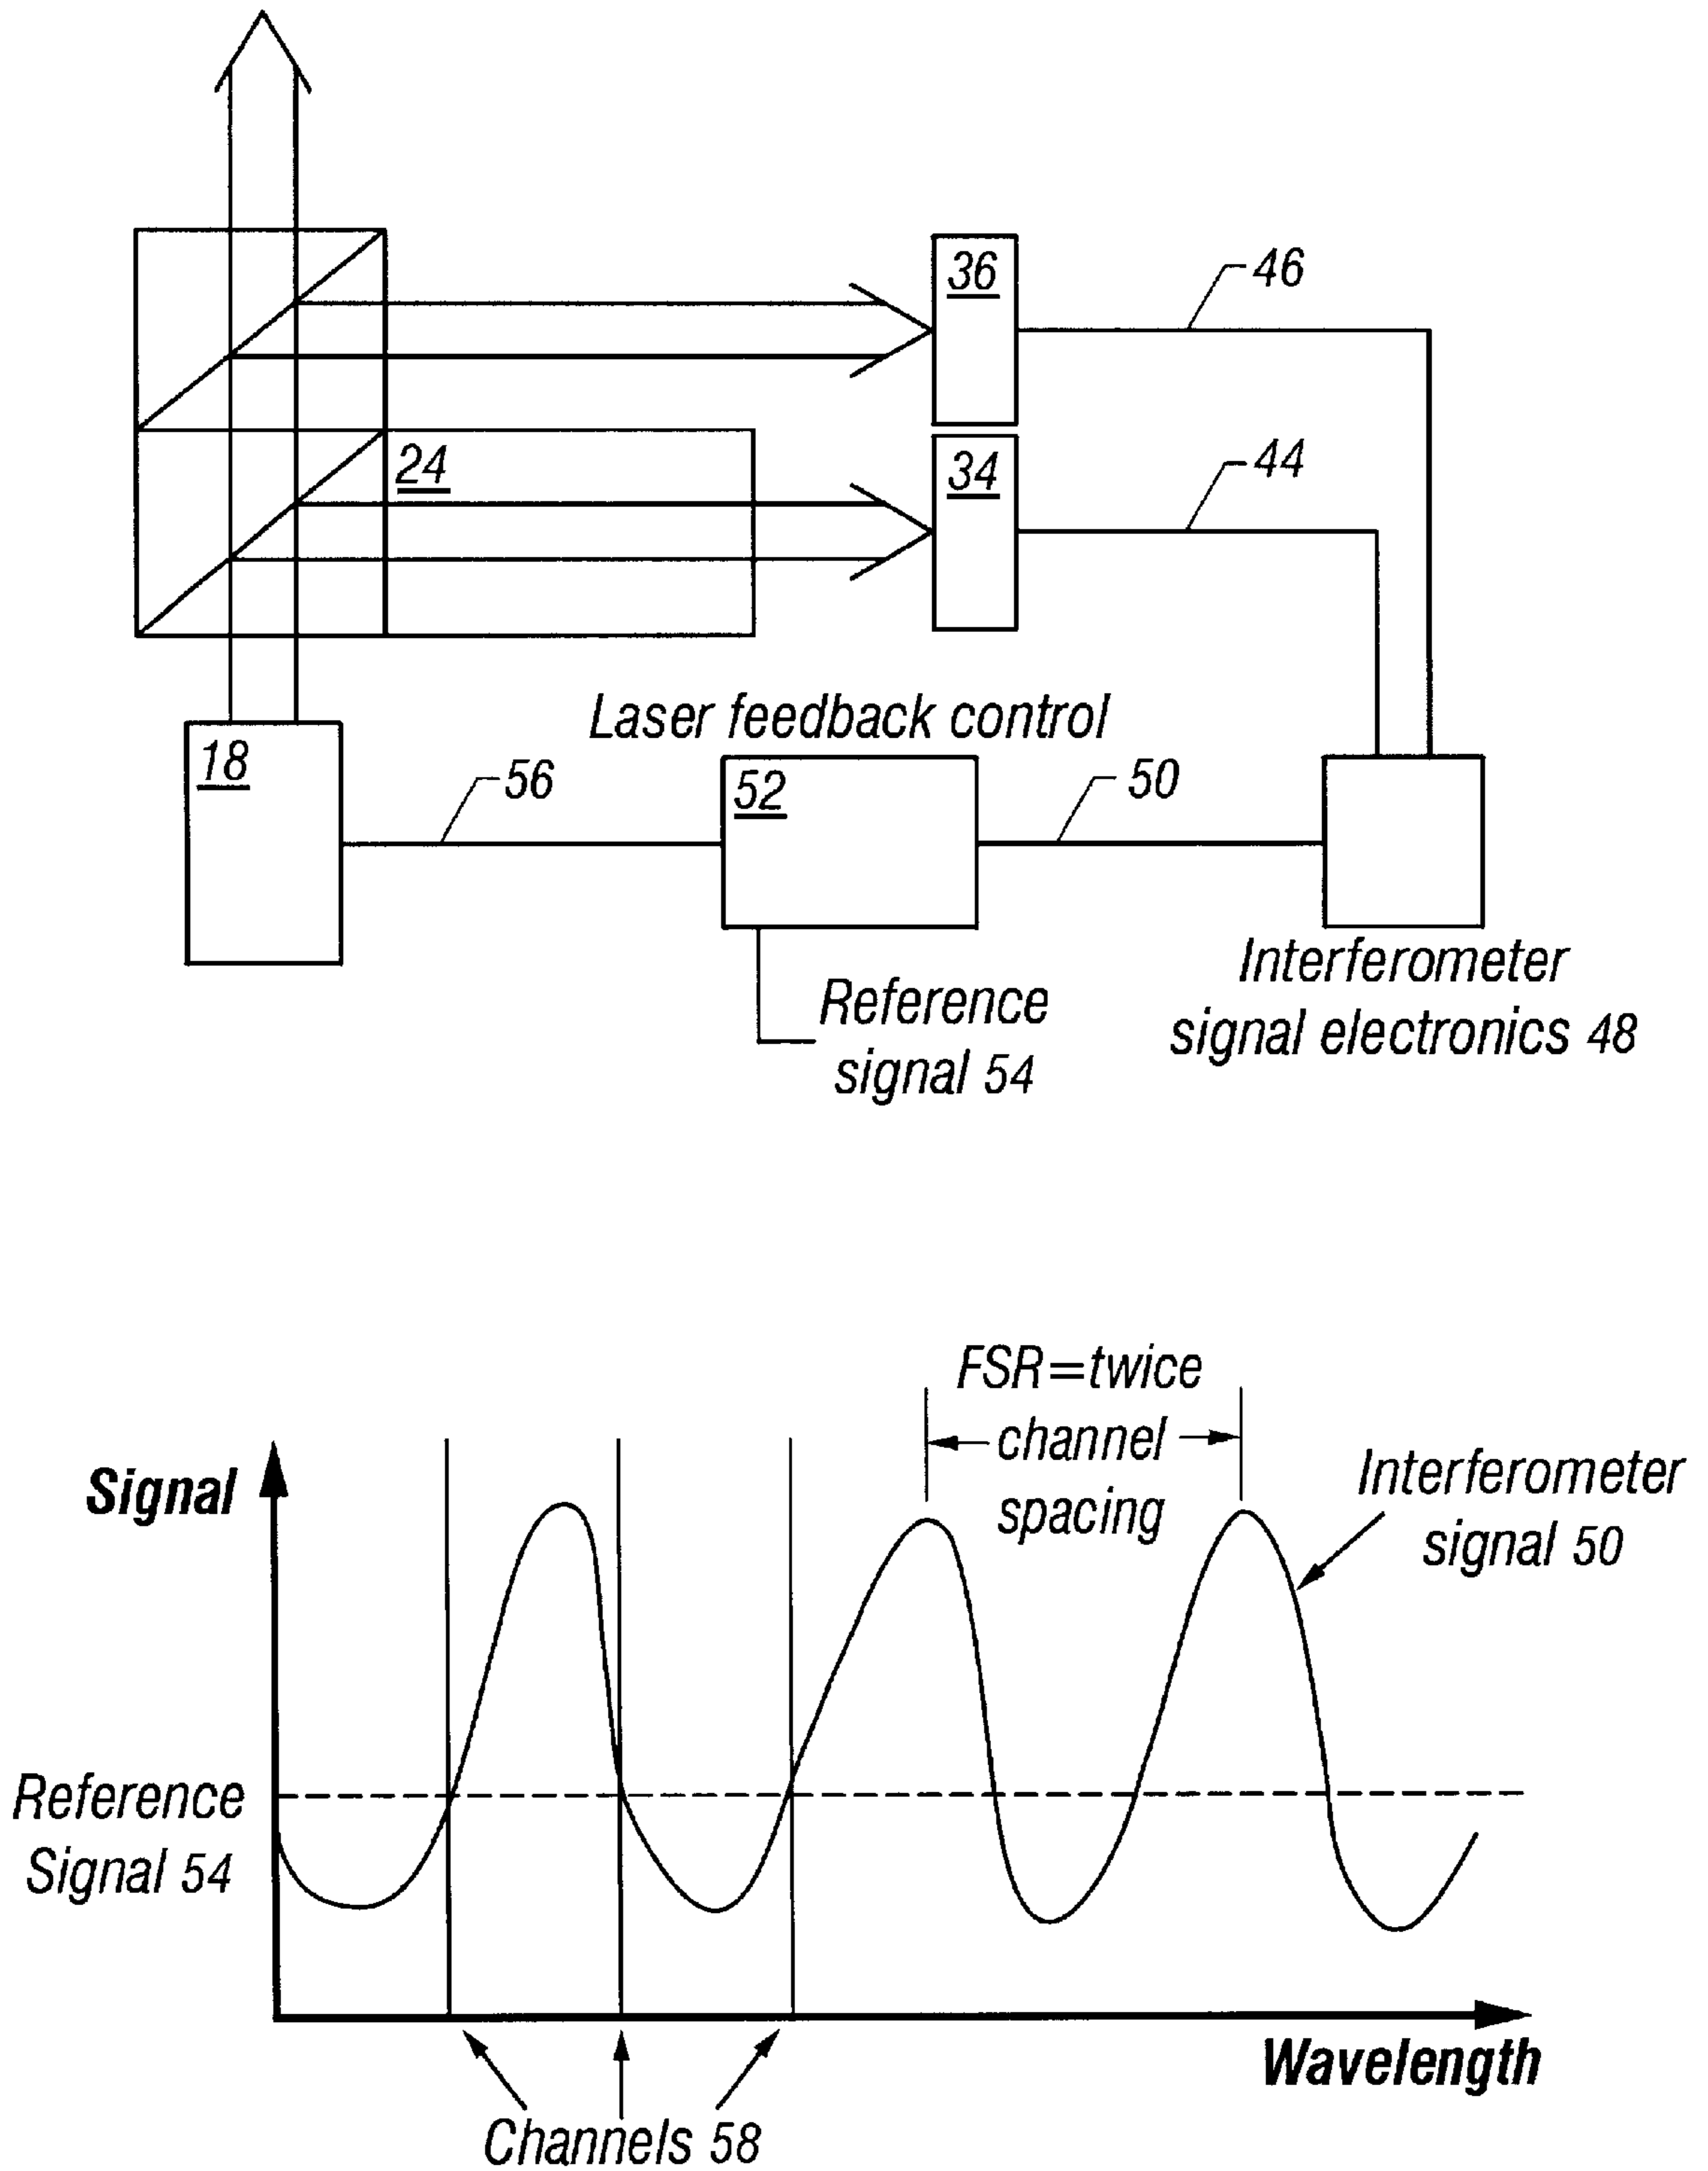 36
46
24
34
44
Laser feedback control
18
56
52
50
Interferometer
signal electronics 48
Reference
signal 54
FSR=twice
channel
spacing
Signal
Interferometer
signal 50
Reference
Signal 54
Wavelength
Channels 58